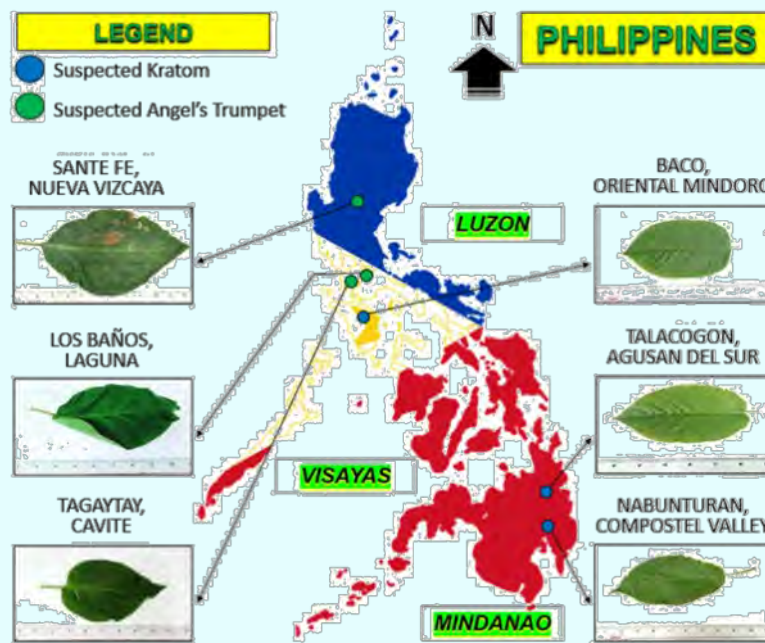 LEGEND
Suspected Kratom
Suspected Angel's Trumpet
N
PHILIPPINES
SANTE FE,
NUEVA VIZCAYA
BACO,
ORIENTAL MINDORO
LUZON
LOS BAÑOS,
LAGUNA
TALACOGON,
AGUSAN DEL SUR
VISAYAS
TAGAYTAY,
CAVITE
NABUNTURAN,
COMPOSTEL VALLEY
MINDANAO